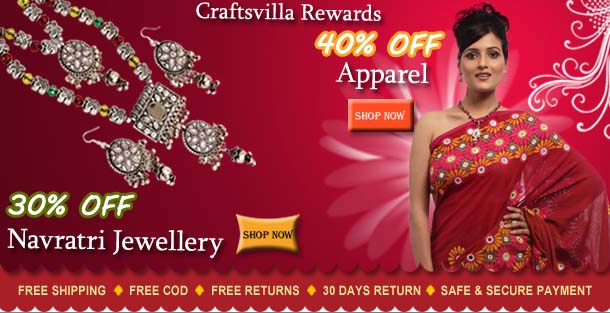 Craftsvilla Rewards
40% OFF
Apparel
SHOP NOW
30% OFF
Navratri Jewellery
SHOP NOW
FREE SHIPPING ♦ FREE COD ♦ FREE RETURNS ♦ 30 DAYS RETURN ♦ SAFE & SECURE PAYMENT